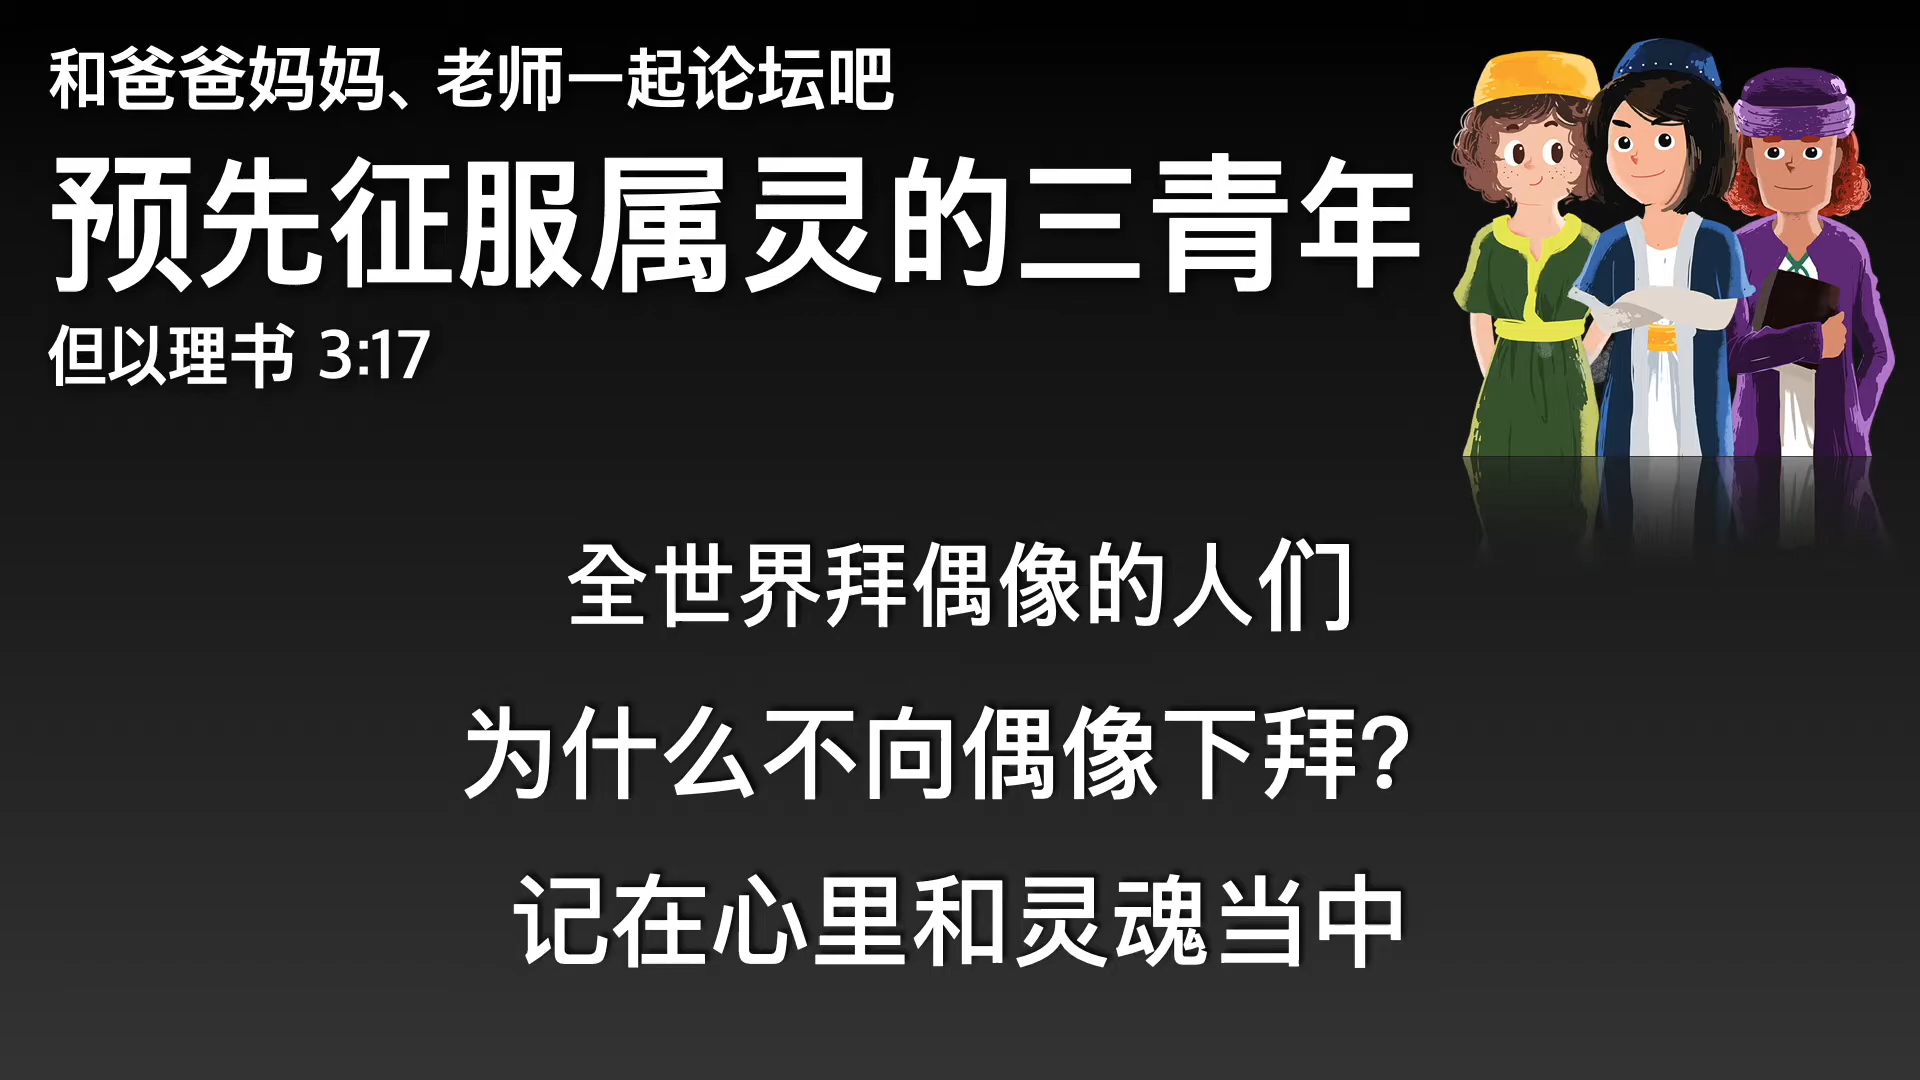 和爸爸妈妈、老师一起论坛吧
预先征服属灵的三青年
但以理书 3:17
全世界拜偶像的人们
为什么不向偶像下拜?
记在心里和灵魂当中